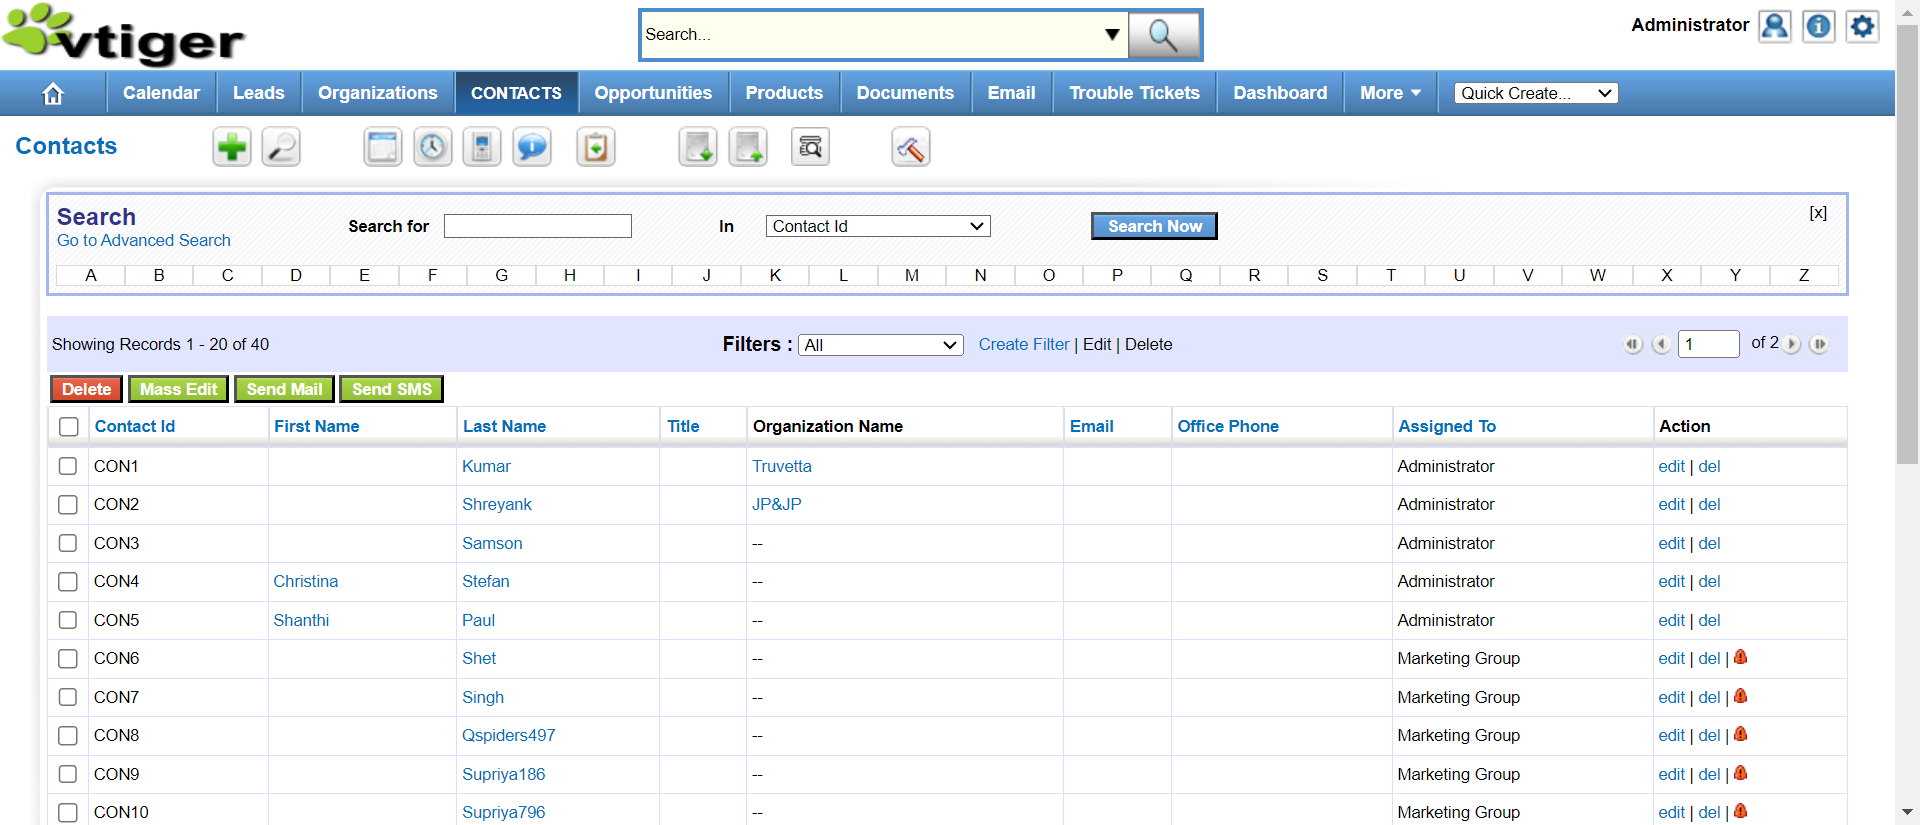 vtiger
Search...
Administrator
Calendar Leads Organizations CONTACTS Opportunities Products Documents Email Trouble Tickets Dashboard More Quick Create...
Contacts
Search
Go to Advanced Search
Search for In Contact Id Search Now [x]
A B C D E F G H I J K L M N O P Q R S T U V W X Y Z
Showing Records 1 - 20 of 40 Filters : All Create Filter | Edit | Delete 1 of 2
Delete Mass Edit Send Mail Send SMS
Contact Id First Name Last Name Title Organization Name Email Office Phone Assigned To Action
CON1 Kumar Truvetta Administrator edit | del
CON2 Shreyank JP&JP Administrator edit | del
CON3 Samson -- Administrator edit | del
CON4 Christina Stefan -- Administrator edit | del
CON5 Shanthi Paul -- Administrator edit | del
CON6 Shet -- Marketing Group edit | del |
CON7 Singh -- Marketing Group edit | del |
CON8 Qspiders497 -- Marketing Group edit | del |
CON9 Supriya186 -- Marketing Group edit | del |
CON10 Supriya796 -- Marketing Group edit | del |